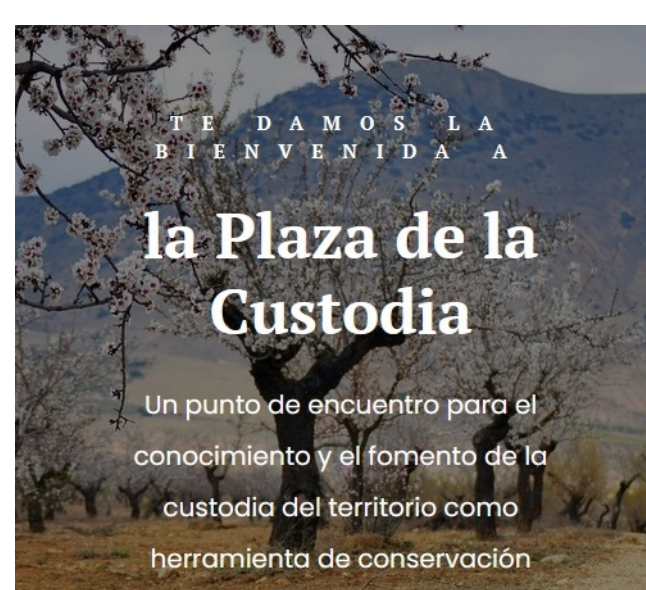 TE DAMOS LA
BIENVENIDA A
la Plaza de la
Custodia
Un punto de encuentro para el
conocimiento y el fomento de la
custodia del territorio como
herramienta de conservación